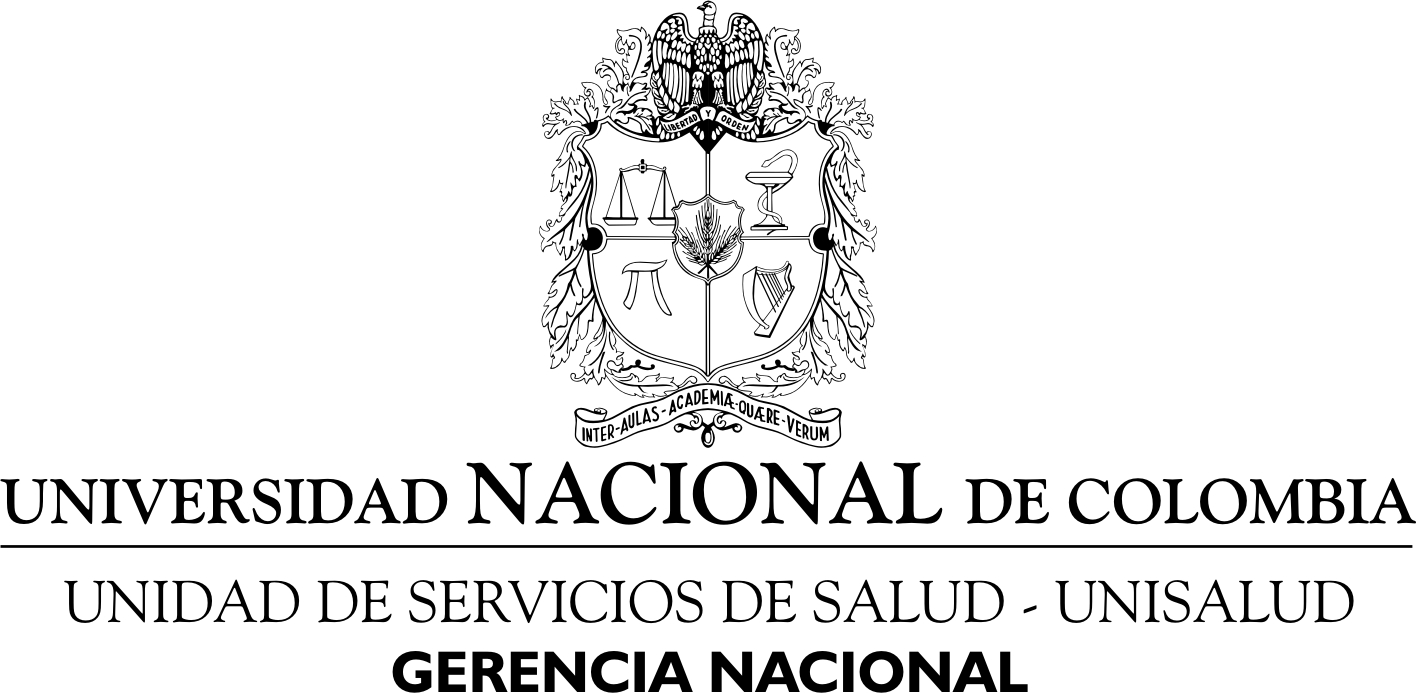 LIBERTAD Y ORDEN
INTER-AULAS-ACADEMIÆ-QUÆRE-VERUM
UNIVERSIDAD NACIONAL DE COLOMBIA
UNIDAD DE SERVICIOS DE SALUD - UNISALUD
GERENCIA NACIONAL